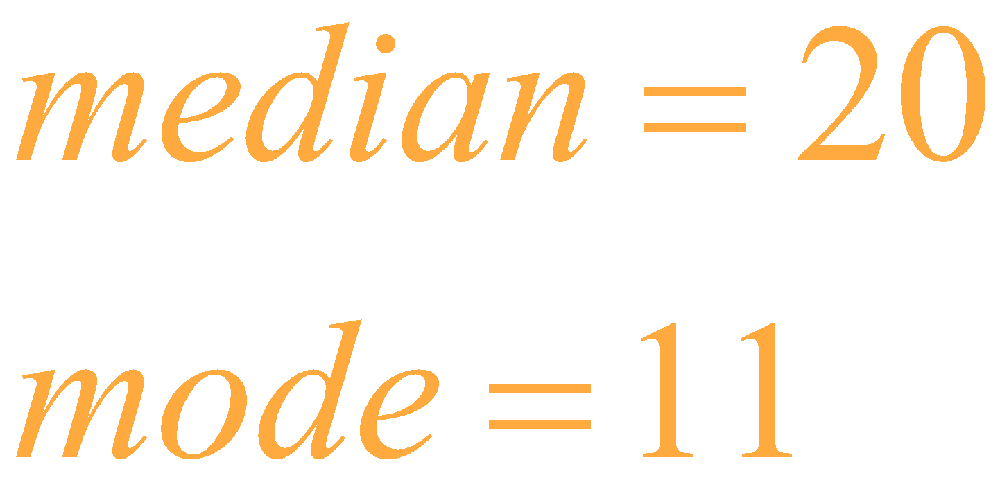 median = 20
mode = 11